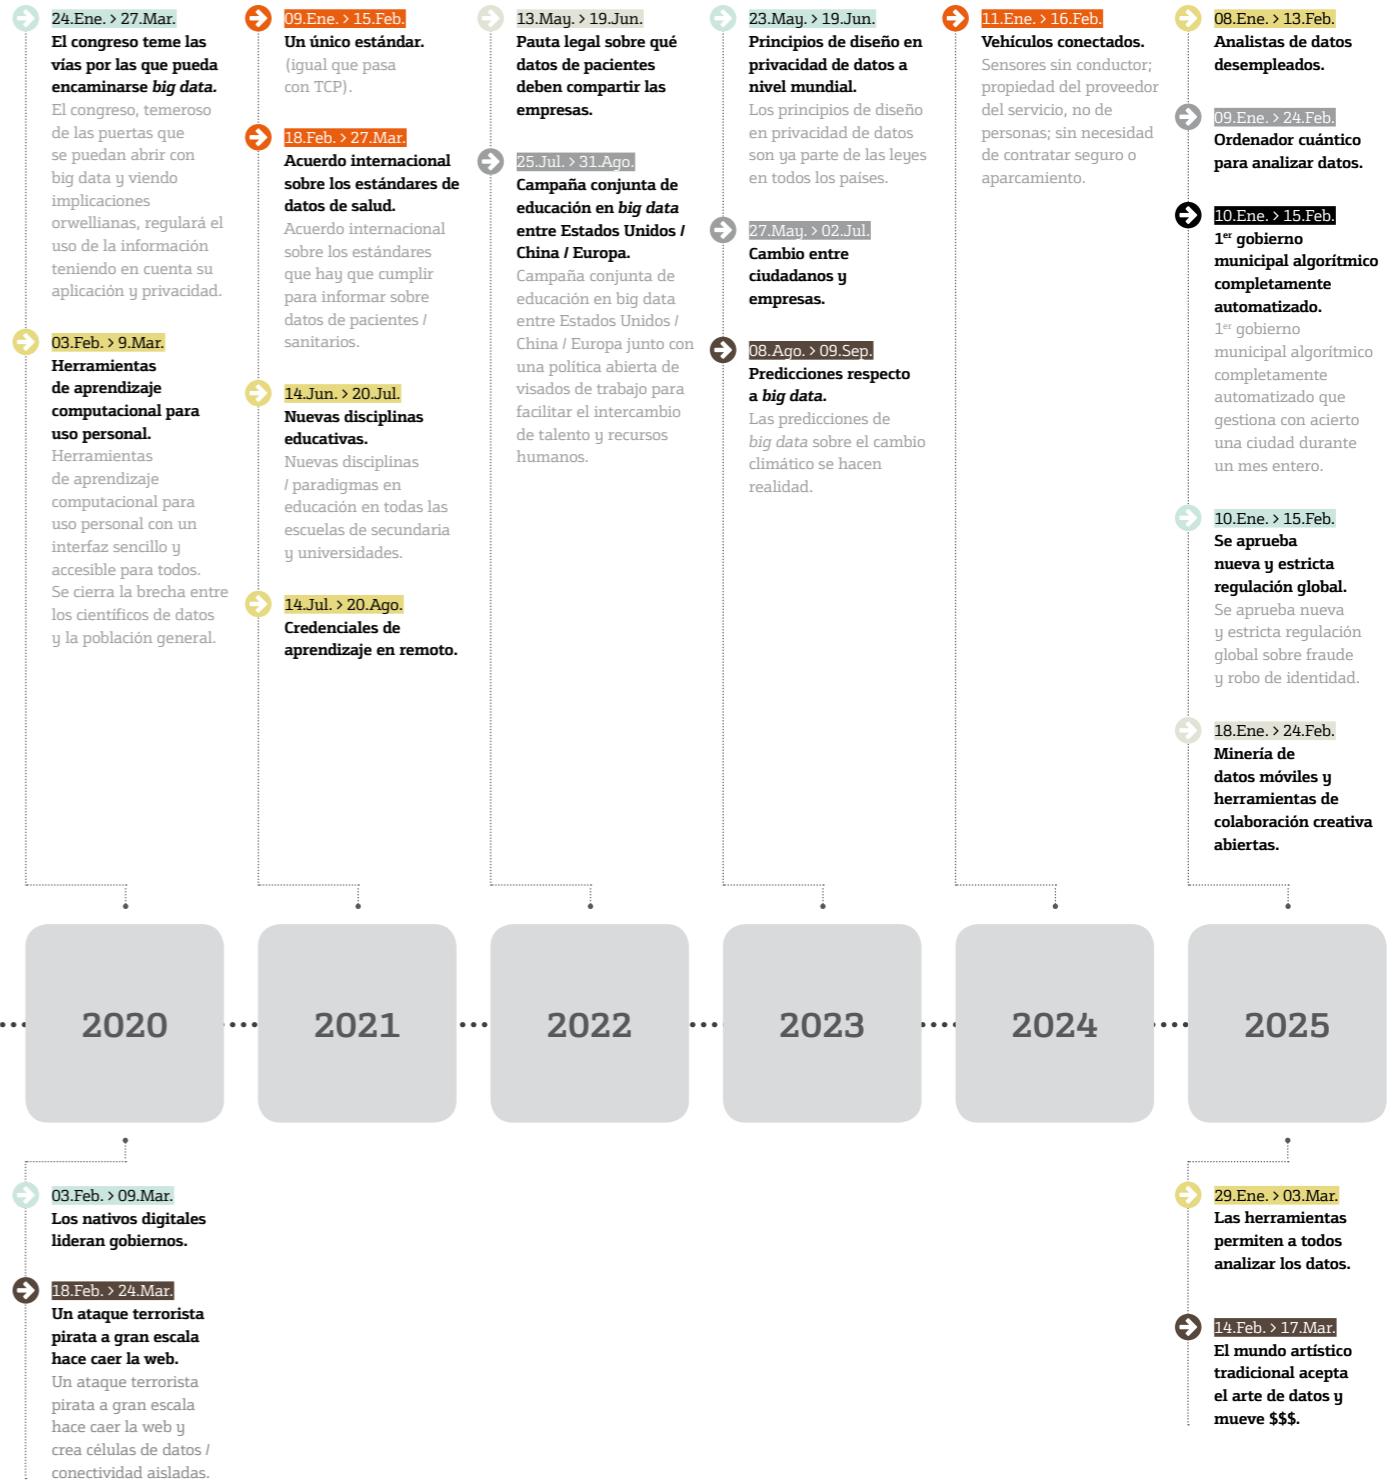 24.Ene. > 27.Mar.
El congreso teme las
vías por las que pueda
encaminarse big data.
El congreso, temeroso
de las puertas que
se puedan abrir con
big data y viendo
implicaciones
orwellianas, regulará el
uso de la información
teniendo en cuenta su
aplicación y privacidad.
03.Feb. > 9.Mar.
Herramientas
de aprendizaje
computacional para
uso personal.
Herramientas
de aprendizaje
computacional para
uso personal con un
interfaz sencillo y
accesible para todos.
Se cierra la brecha entre
los científicos de datos
y la población general.
09.Ene. > 15.Feb.
Un único estándar.
(igual que pasa
con TCP).
18.Feb. > 27.Mar.
Acuerdo internacional
sobre los estándares de
datos de salud.
Acuerdo internacional
sobre los estándares
que hay que cumplir
para informar sobre
datos de pacientes /
sanitarios.
14.Jun. > 20.Jul.
Nuevas disciplinas
educativas.
Nuevas disciplinas
/ paradigmas en
educación en todas las
escuelas de secundaria
y universidades.
14.Jul. > 20.Ago.
Credenciales de
aprendizaje en remoto.
13.May. > 19.Jun.
Pauta legal sobre qué
datos de pacientes
deben compartir las
empresas.
25.Jul. > 31.Ago.
Campaña conjunta de
educación en big data
entre Estados Unidos /
China / Europa.
Campaña conjunta de
educación en big data
entre Estados Unidos /
China / Europa junto con
una política abierta de
visados de trabajo para
facilitar el intercambio
de talento y recursos
humanos.
23.May. > 19.Jun.
Principios de diseño en
privacidad de datos a
nivel mundial.
Los principios de diseño
en privacidad de datos
son ya parte de las leyes
en todos los países.
27.May. > 02.Jul.
Cambio entre
ciudadanos y
empresas.
08.Ago. > 09.Sep.
Predicciones respecto
a big data.
Las predicciones de
big data sobre el cambio
climático se hacen
realidad.
11.Ene. > 16.Feb.
Vehículos conectados.
Sensores sin conductor;
propiedad del proveedor
del servicio, no de
personas; sin necesidad
de contratar seguro o
aparcamiento.
08.Ene. > 13.Feb.
Analistas de datos
desempleados.
09.Ene. > 24.Feb.
Ordenador cuántico
para analizar datos.
10.Ene. > 15.Feb.
1er gobierno
municipal algorítmico
completamente
automatizado.
1er gobierno
municipal algorítmico
completamente
automatizado que
gestiona con acierto
una ciudad durante
un mes entero.
10.Ene. > 15.Feb.
Se aprueba
nueva y estricta
regulación global.
Se aprueba nueva
y estricta regulación
global sobre fraude
y robo de identidad.
18.Ene. > 24.Feb.
Minería de
datos móviles y
herramientas de
colaboración creativa
abiertas.
2020
2021
2022
2023
2024
2025
03.Feb. > 09.Mar.
Los nativos digitales
lideran gobiernos.
18.Feb. > 24.Mar.
Un ataque terrorista
pirata a gran escala
hace caer la web.
Un ataque terrorista
pirata a gran escala
hace caer la web y
crea células de datos /
conectividad aisladas.
29.Ene. > 03.Mar.
Las herramientas
permiten a todos
analizar los datos.
14.Feb. > 17.Mar.
El mundo artístico
tradicional acepta
el arte de datos y
mueve $$$.